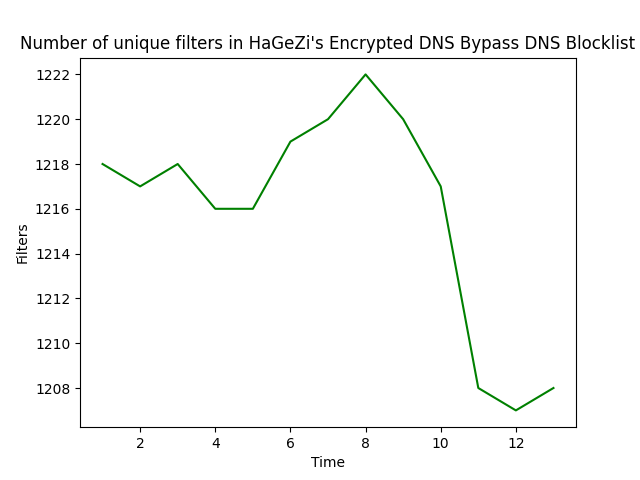 Number of unique filters in HaGeZi's Encrypted DNS Bypass DNS Blocklist
1222
1220
1218
1216
1214
1212
1210
1208
Filters
2 4 6 8 10 12
Time